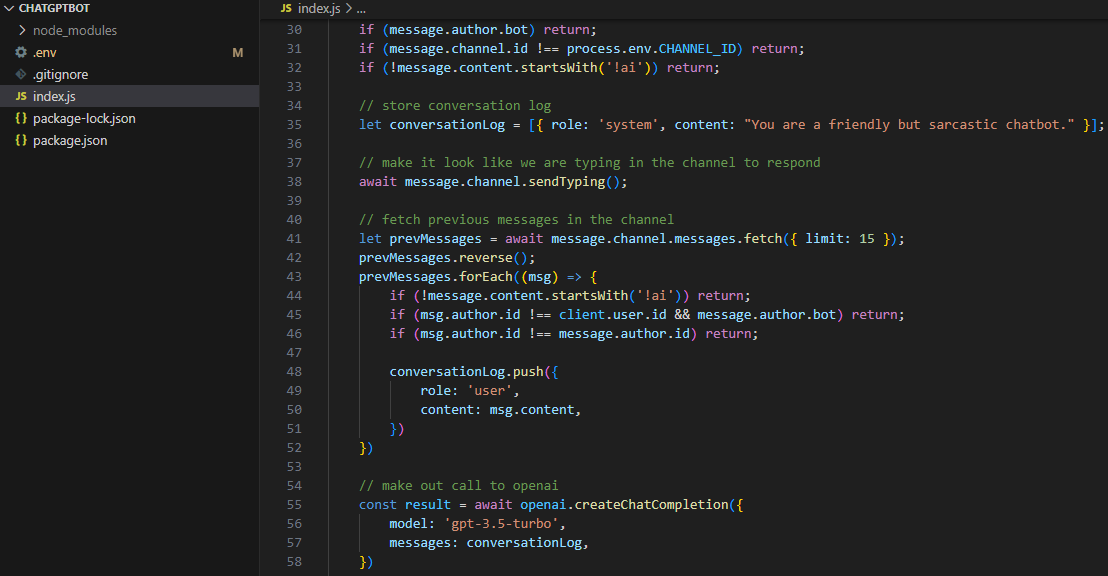 CHATGPTBOT
node_modules
.env M
.gitignore
JS index.js
{} package-lock.json
{} package.json
JS index.js > ...
30 if (message.author.bot) return;
31 if (message.channel.id !== process.env.CHANNEL_ID) return;
32 if (!message.content.startsWith('!ai')) return;
33
34 // store conversation log
35 let conversationLog = [{ role: 'system', content: "You are a friendly but sarcastic chatbot." }];
36
37 // make it look like we are typing in the channel to respond
38 await message.channel.sendTyping();
39
40 // fetch previous messages in the channel
41 let prevMessages = await message.channel.messages.fetch({ limit: 15 });
42 prevMessages.reverse();
43 prevMessages.forEach((msg) => {
44 if (!message.content.startsWith('!ai')) return;
45 if (msg.author.id !== client.user.id && message.author.bot) return;
46 if (msg.author.id !== message.author.id) return;
47
48 conversationLog.push({
49 role: 'user',
50 content: msg.content,
51 })
52 })
53
54 // make out call to openai
55 const result = await openai.createChatCompletion({
56 model: 'gpt-3.5-turbo',
57 messages: conversationLog,
58 })